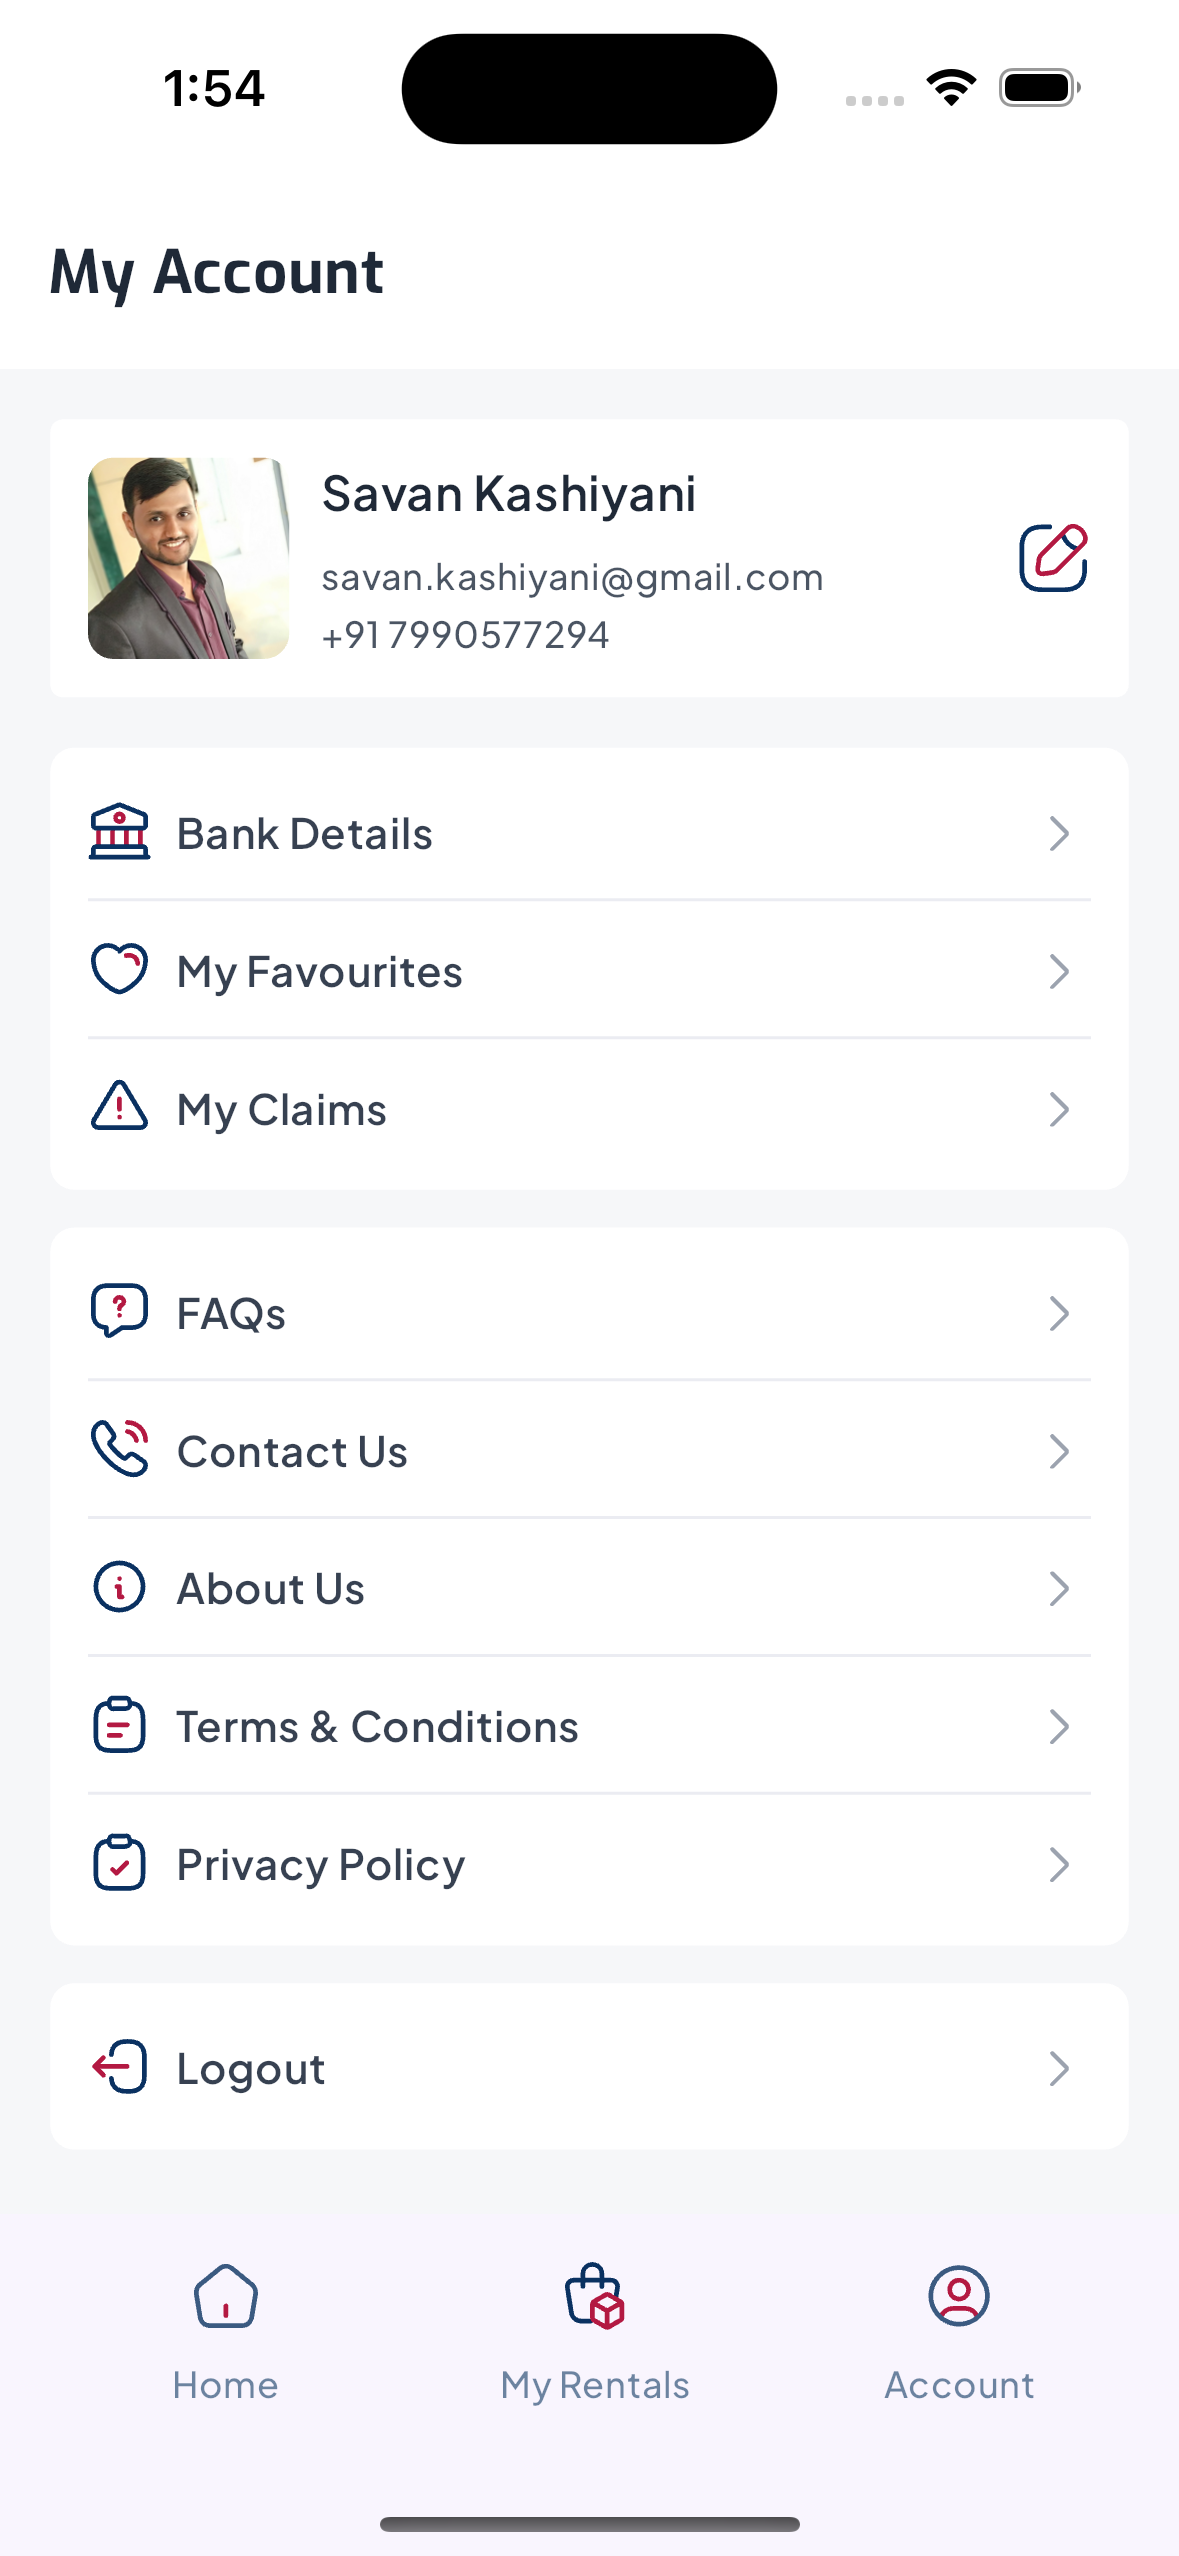 1:54
My Account
Savan Kashiyani
savan.kashiyani@gmail.com
+91 7990577294
Bank Details
My Favourites
My Claims
FAQs
Contact Us
About Us
Terms & Conditions
Privacy Policy
Logout
Home
My Rentals
Account